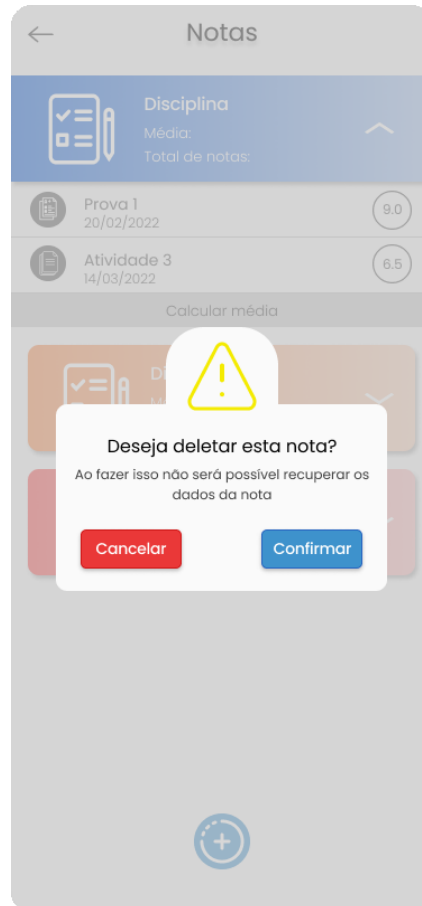 Notas
Disciplina
Média:
Total de notas:
Prova 1
20/02/2022
9.0
Atividade 3
14/03/2022
6.5
Calcular média
Deseja deletar esta nota?
Ao fazer isso não será possível recuperar os
dados da nota
Cancelar
Confirmar